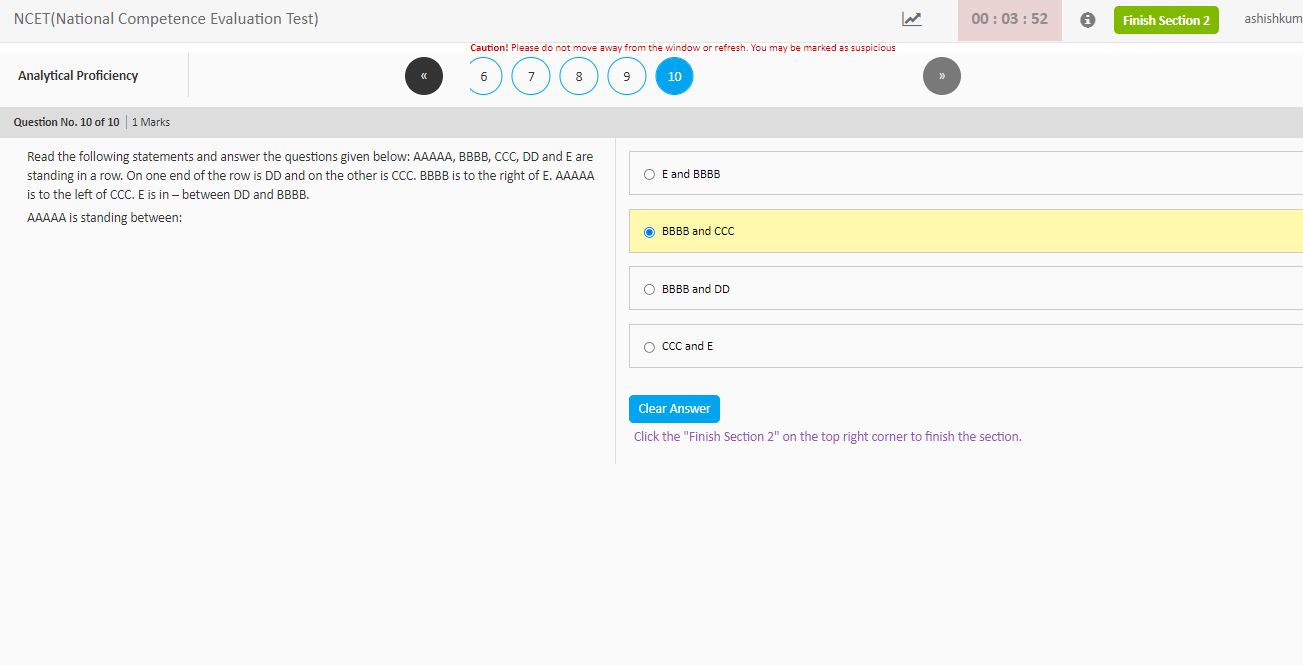 NCET(National Competence Evaluation Test)
00 : 03 : 52
Finish Section 2
ashishkum
Caution! Please do not move away from the window or refresh. You may be marked as suspicious
Analytical Proficiency
«
6
7
8
9
10
»
Question No. 10 of 10
1 Marks
Read the following statements and answer the questions given below: AAAAA, BBBB, CCC, DD and E are
standing in a row. On one end of the row is DD and on the other is CCC. BBBB is to the right of E. AAAAA
is to the left of CCC. E is in – between DD and BBBB.
AAAAA is standing between:
E and BBBB
BBBB and CCC
BBBB and DD
CCC and E
Clear Answer
Click the "Finish Section 2" on the top right corner to finish the section.